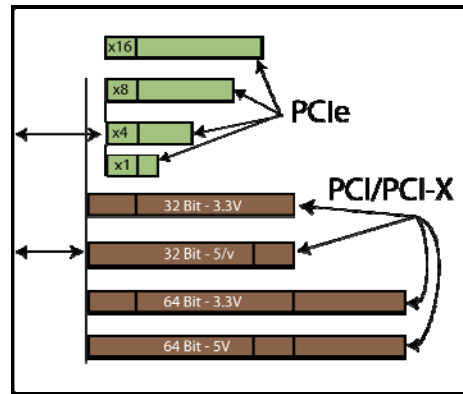 x16
x8
PCIe
x4
x1
PCI/PCI-X
32 Bit - 3.3V
32 Bit - 5/v
64 Bit - 3.3V
64 Bit - 5V